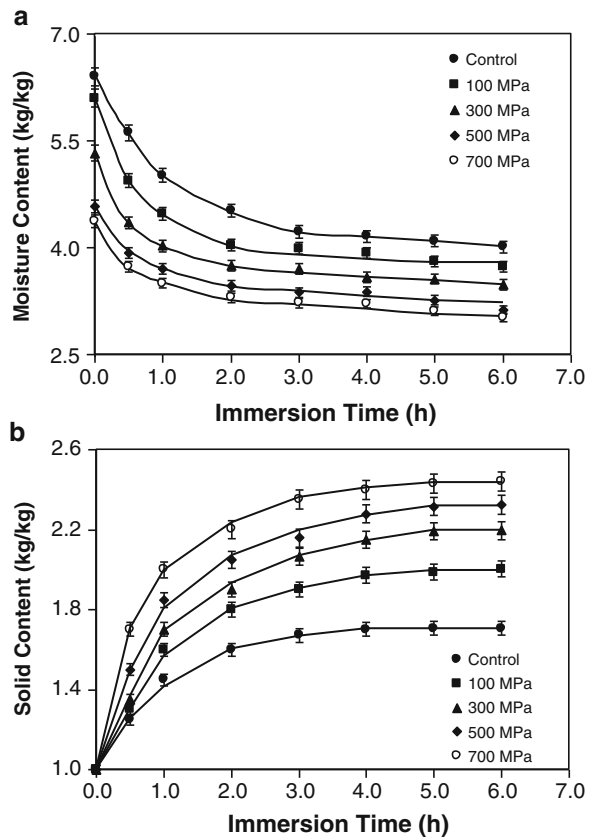 a
7.0
5.5
4.0
2.5
Moisture Content (kg/kg)
Control
100 MPa
300 MPa
500 MPa
700 MPa
0.0 1.0 2.0 3.0 4.0 5.0 6.0 7.0
Immersion Time (h)
b
2.6
2.2
1.8
1.4
1.0
Solid Content (kg/kg)
Control
100 MPa
300 MPa
500 MPa
700 MPa
0.0 1.0 2.0 3.0 4.0 5.0 6.0 7.0
Immersion Time (h)